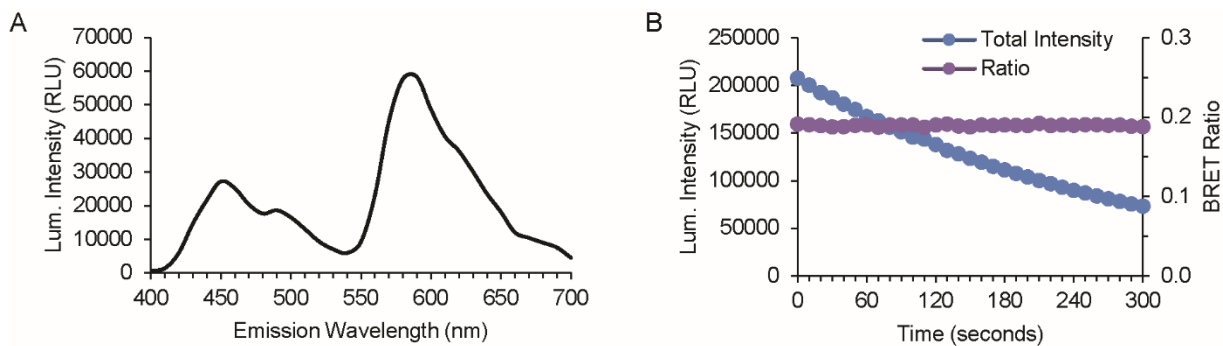 A
Lum. Intensity (RLU)
70000
60000
50000
40000
30000
20000
10000
0
400 450 500 550 600 650 700
Emission Wavelength (nm)
B
Lum. Intensity (RLU)
250000
200000
150000
100000
50000
0
Total Intensity
Ratio
0.3
0.2
0.1
0.0
BRET Ratio
0 60 120 180 240 300
Time (seconds)